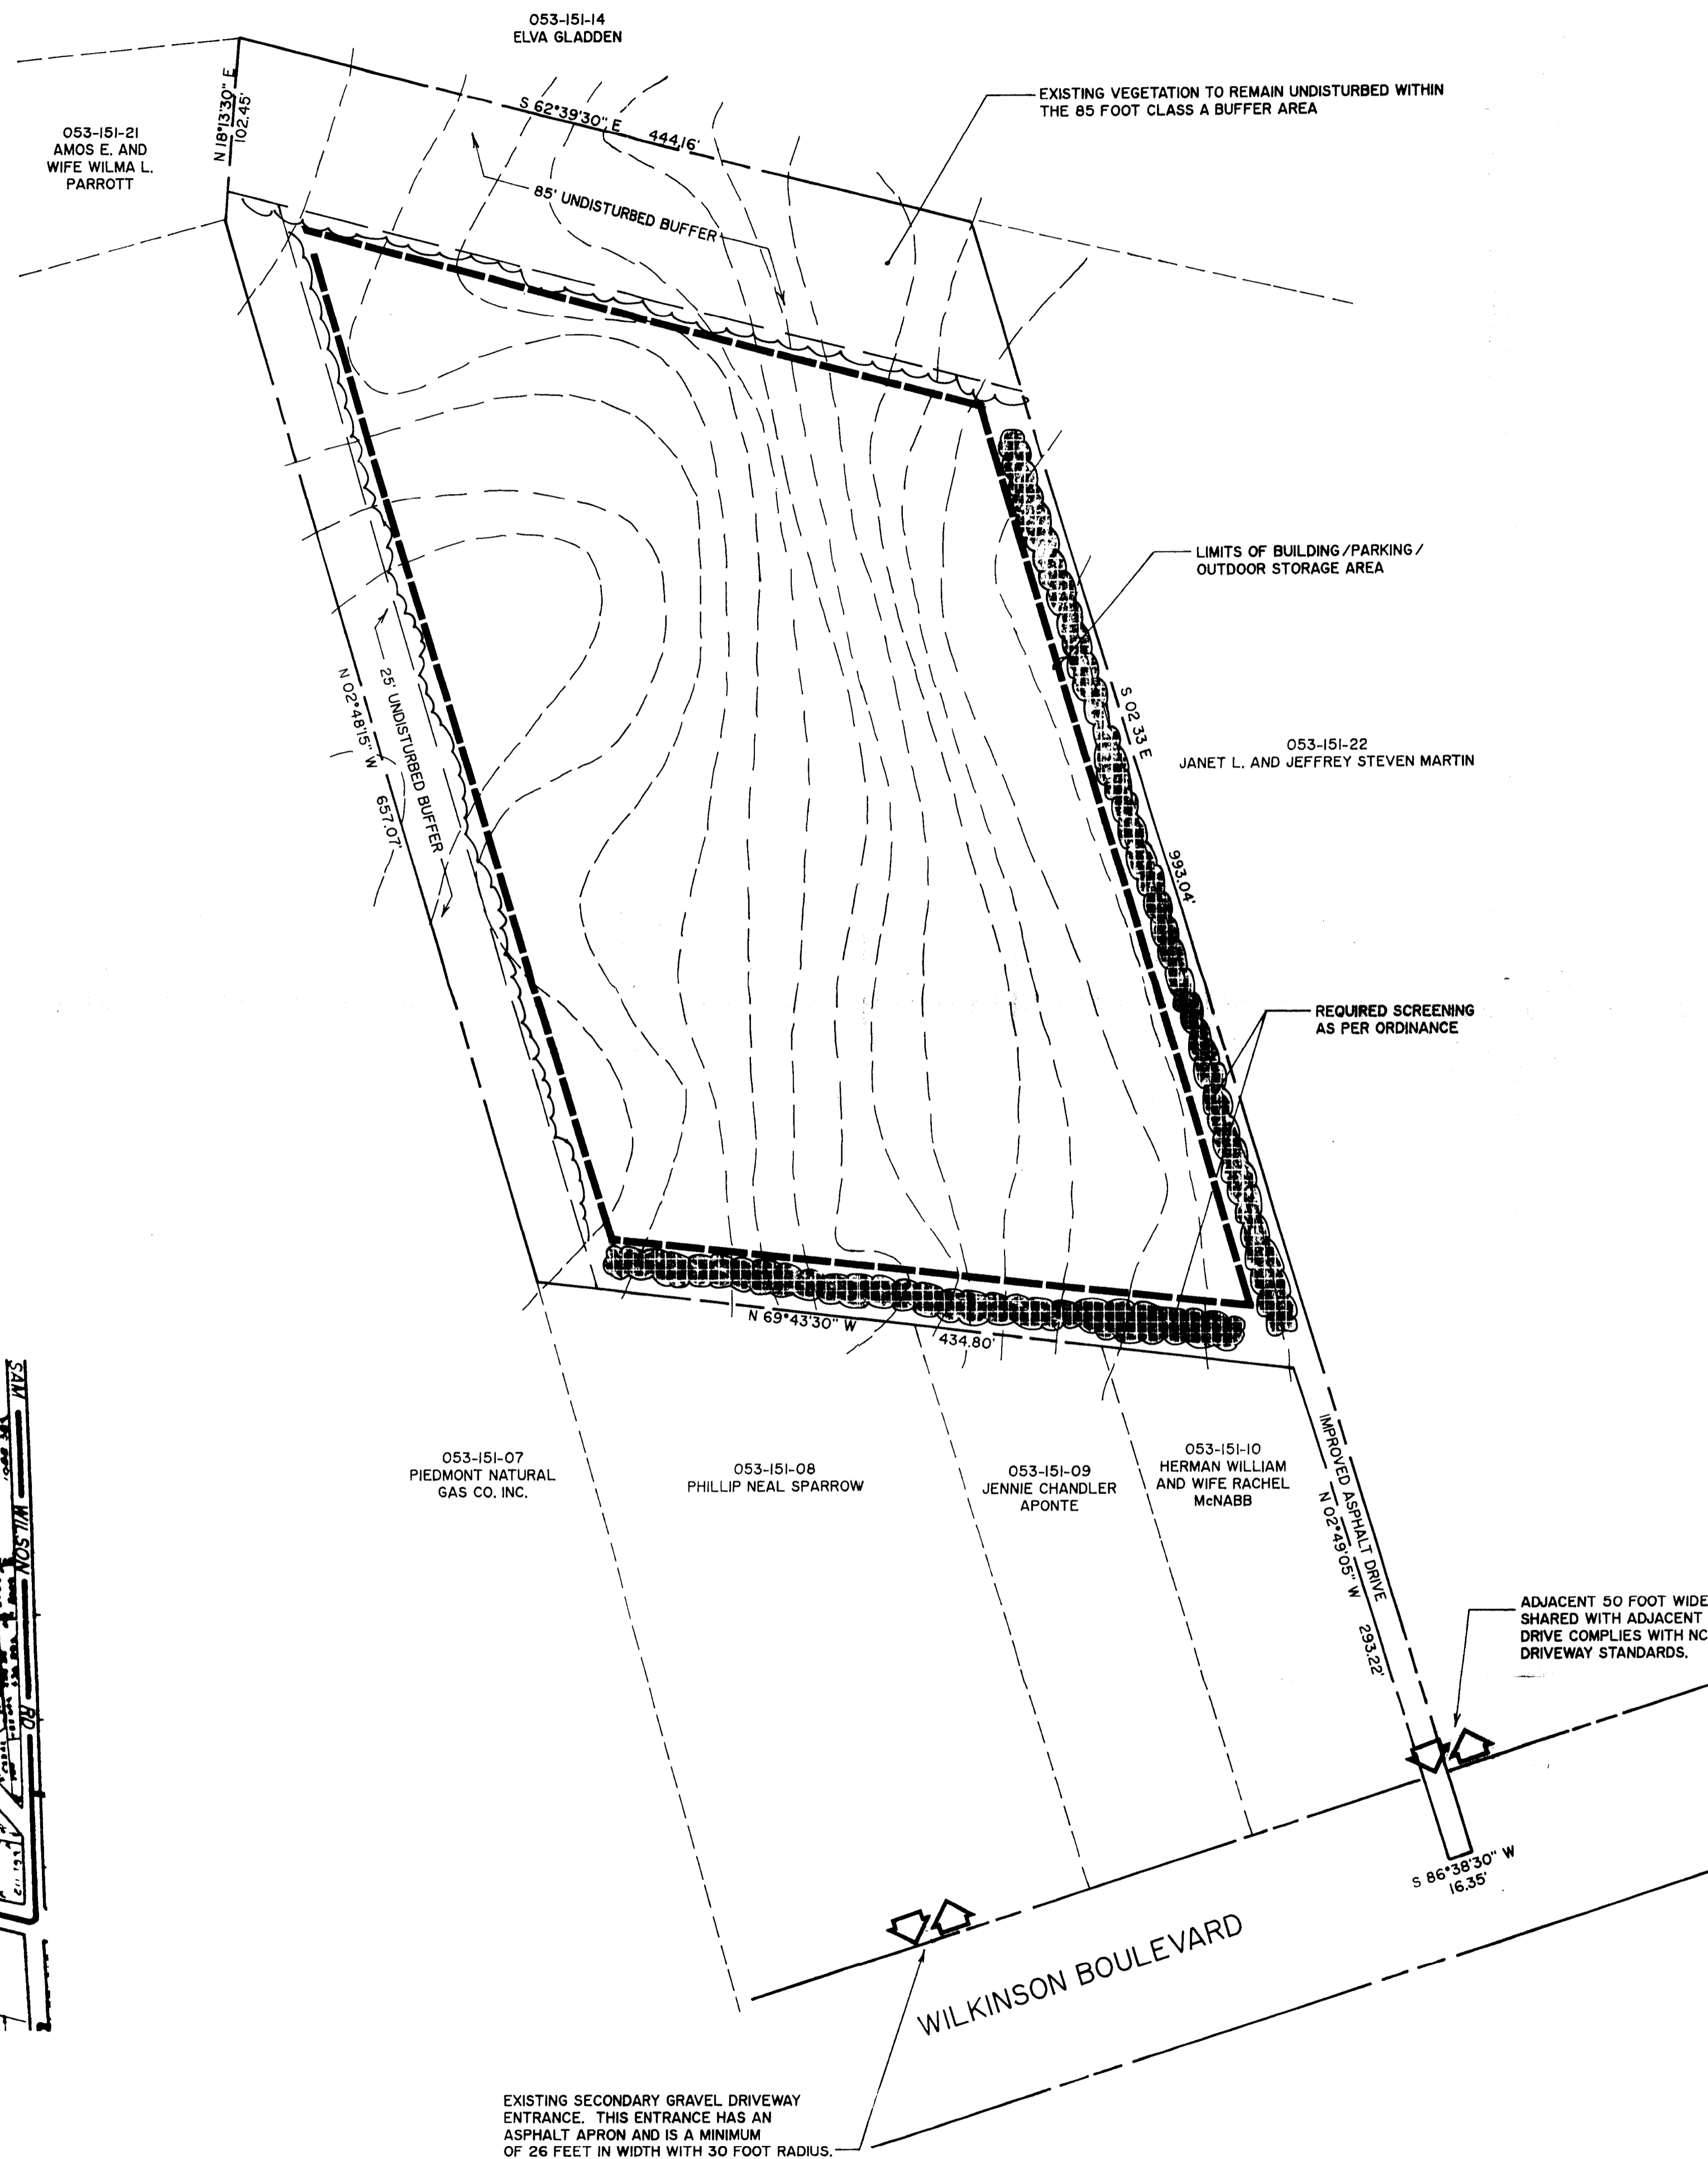 053-151-14
ELVA GLADDEN
EXISTING VEGETATION TO REMAIN UNDISTURBED WITHIN
THE 85 FOOT CLASS A BUFFER AREA
N 18°13'30" E
102.45'
S 62°39'30" E 444.16'
053-151-21
AMOS E. AND
WIFE WILMA L.
PARROTT
85' UNDISTURBED BUFFER
LIMITS OF BUILDING/PARKING/
OUTDOOR STORAGE AREA
N 02°48'15" W 657.07'
25' UNDISTURBED BUFFER
S 02 33 E 993.04'
053-151-22
JANET L. AND JEFFREY STEVEN MARTIN
REQUIRED SCREENING
AS PER ORDINANCE
N 69°43'30" W 434.80'
053-151-07
PIEDMONT NATURAL
GAS CO. INC.
053-151-08
PHILLIP NEAL SPARROW
053-151-09
JENNIE CHANDLER
APONTE
053-151-10
HERMAN WILLIAM
AND WIFE RACHEL
McNABB
IMPROVED ASPHALT DRIVE
N 02°49'05" W 293.22'
SAM WILSON RD
ADJACENT 50 FOOT WIDE
SHARED WITH ADJACENT
DRIVE COMPLIES WITH NC
DRIVEWAY STANDARDS.
S 86°38'30" W
16.35'
WILKINSON BOULEVARD
EXISTING SECONDARY GRAVEL DRIVEWAY
ENTRANCE. THIS ENTRANCE HAS AN
ASPHALT APRON AND IS A MINIMUM
OF 26 FEET IN WIDTH WITH 30 FOOT RADIUS.